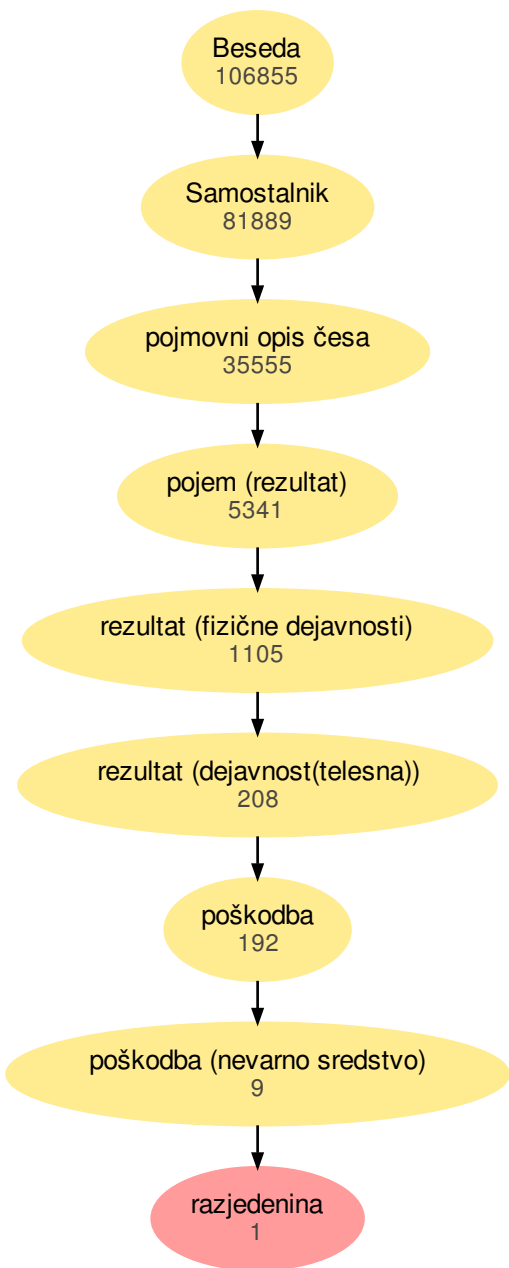 Beseda
106855
Samostalnik
81889
pojmovni opis česa
35555
pojem (rezultat)
5341
rezultat (fizične dejavnosti)
1105
rezultat (dejavnost(telesna))
208
poškodba
192
poškodba (nevarno sredstvo)
9
razjedenina
1